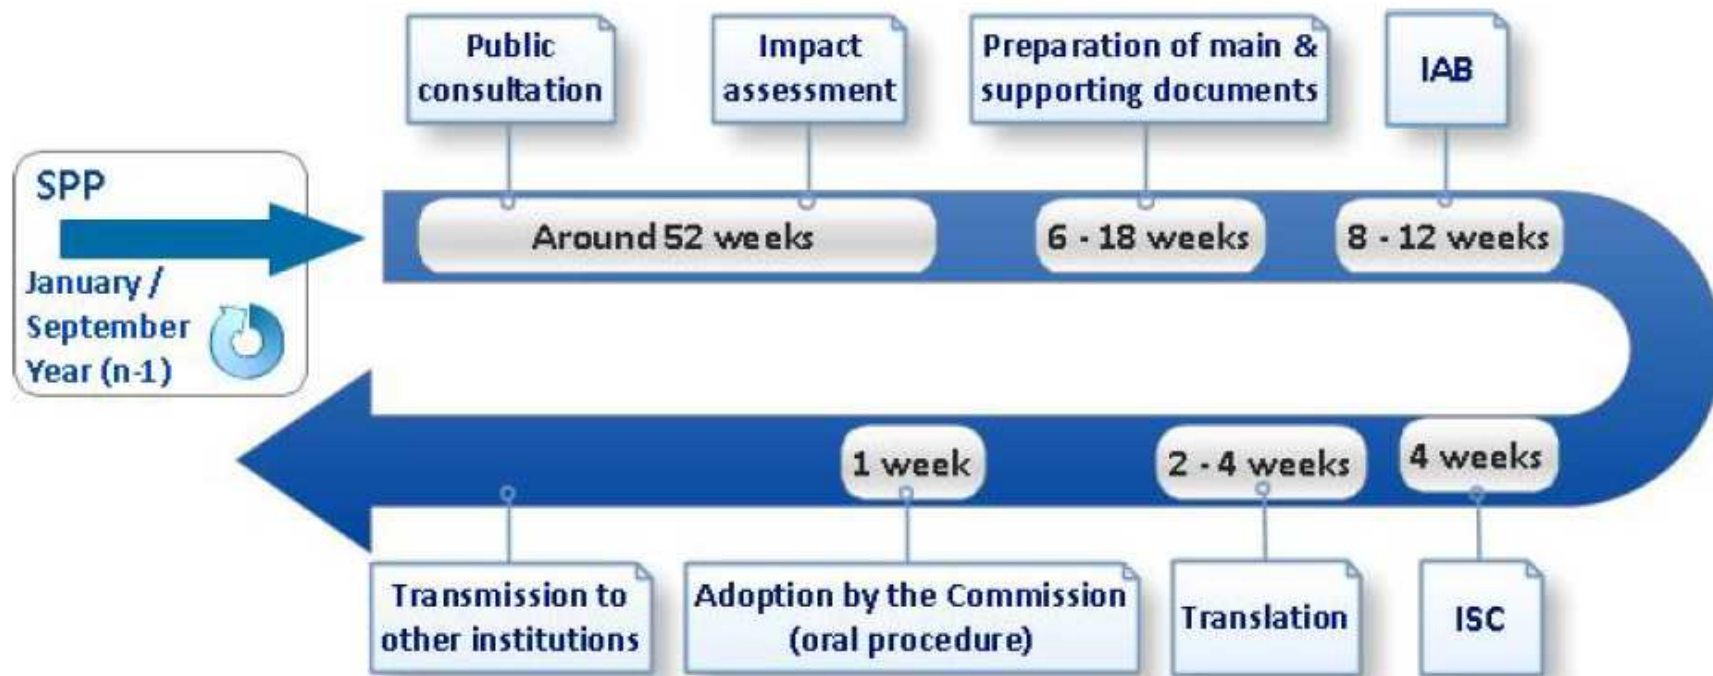 Public
consultation
Impact
assessment
Preparation of main &
supporting documents
IAB
SPP
January /
September
Year (n-1)
Around 52 weeks
6 - 18 weeks
8 - 12 weeks
1 week
2 - 4 weeks
4 weeks
Transmission to
other institutions
Adoption by the Commission
(oral procedure)
Translation
ISC